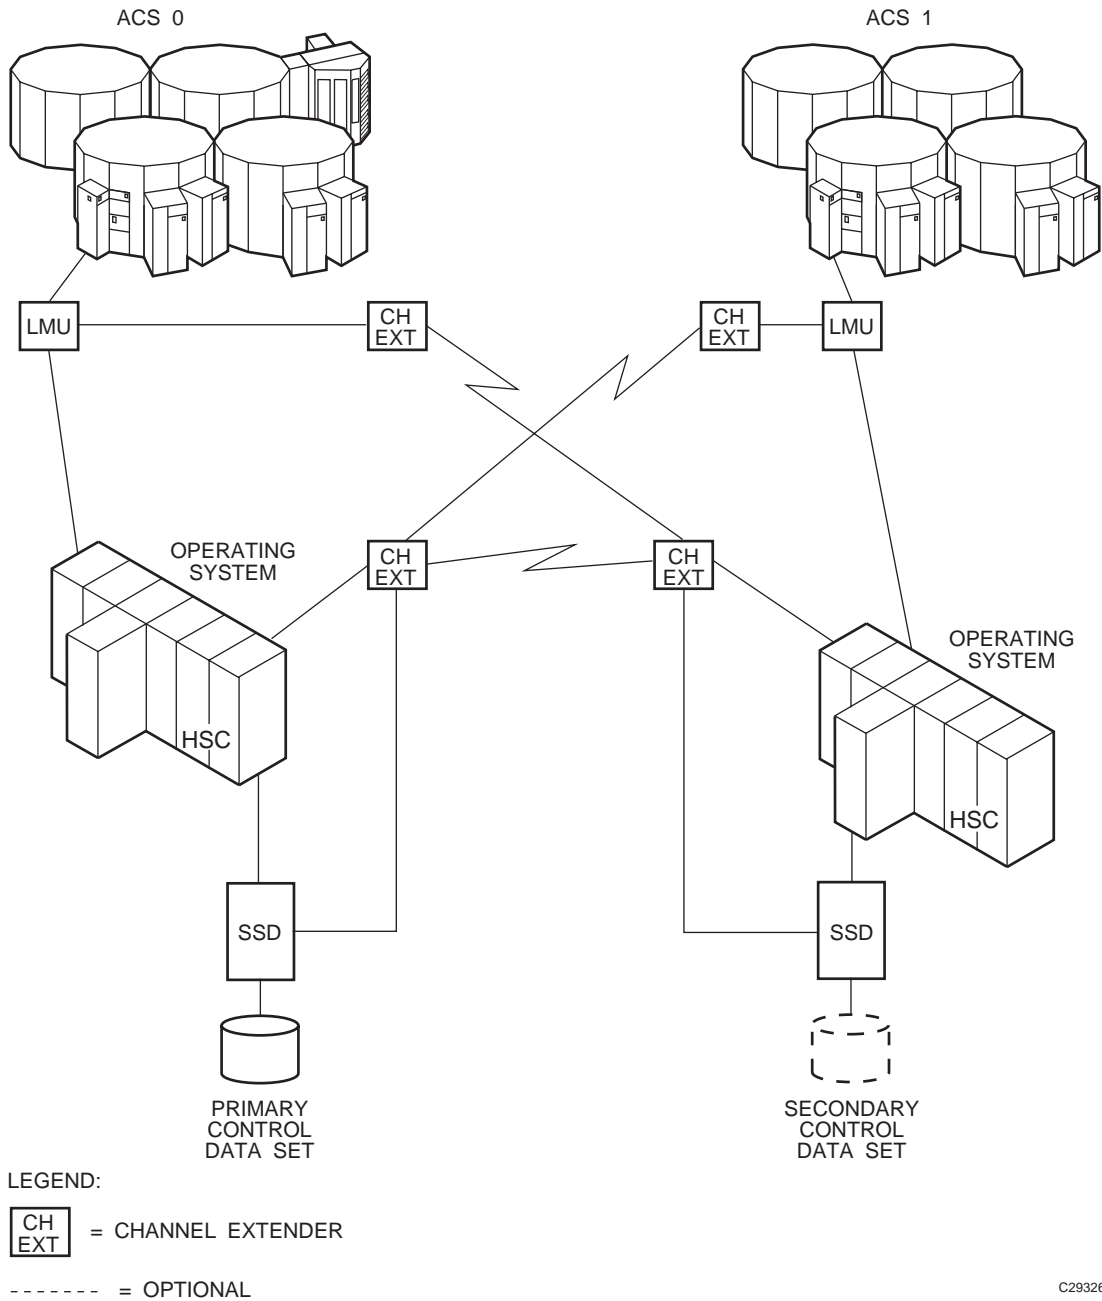 ACS 0
ACS 1
LMU
CH
EXT
CH
EXT
LMU
OPERATING
SYSTEM
CH
EXT
CH
EXT
OPERATING
SYSTEM
HSC
HSC
SSD
SSD
PRIMARY
CONTROL
DATA SET
SECONDARY
CONTROL
DATA SET
LEGEND:
CH
EXT
= CHANNEL EXTENDER
------- = OPTIONAL
C29326